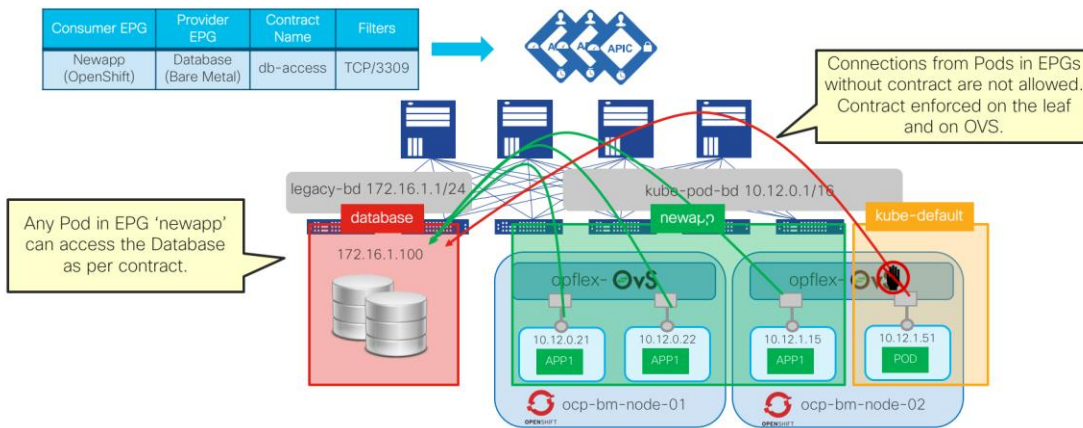 Consumer EPG
Provider EPG
Contract Name
Filters
Newapp (OpenShift)
Database (Bare Metal)
db-access
TCP/3309
APIC
Connections from Pods in EPGs
without contract are not allowed.
Contract enforced on the leaf
and on OVS.
legacy-bd 172.16.1.1/24
kube-pod-bd 10.12.0.1/16
Any Pod in EPG ‘newapp’
can access the Database
as per contract.
database
newapp
kube-default
172.16.1.100
opflex-OvS
opflex-OvS
10.12.0.21
APP1
10.12.0.22
APP1
10.12.1.15
APP1
10.12.1.51
POD
OPENSHIFT
ocp-bm-node-01
OPENSHIFT
ocp-bm-node-02